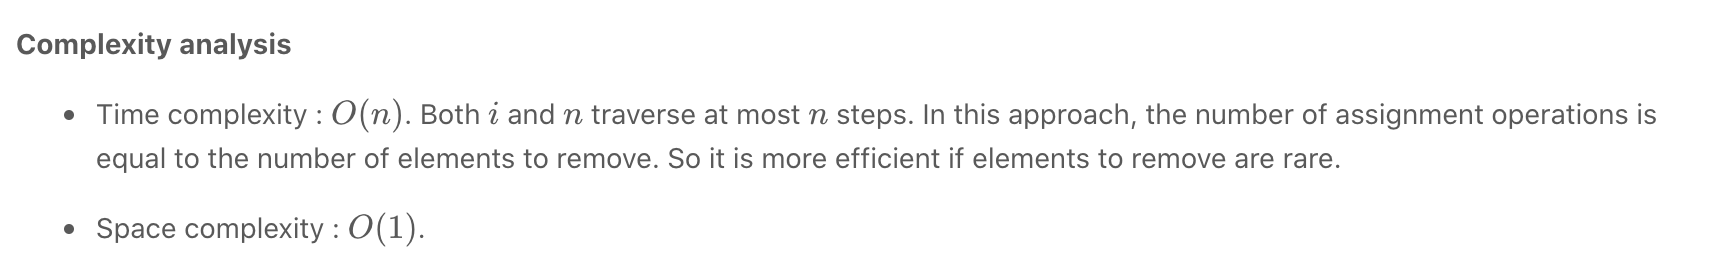 Complexity analysis
• Time complexity : O(n). Both i and n traverse at most n steps. In this approach, the number of assignment operations is
equal to the number of elements to remove. So it is more efficient if elements to remove are rare.
• Space complexity : O(1).